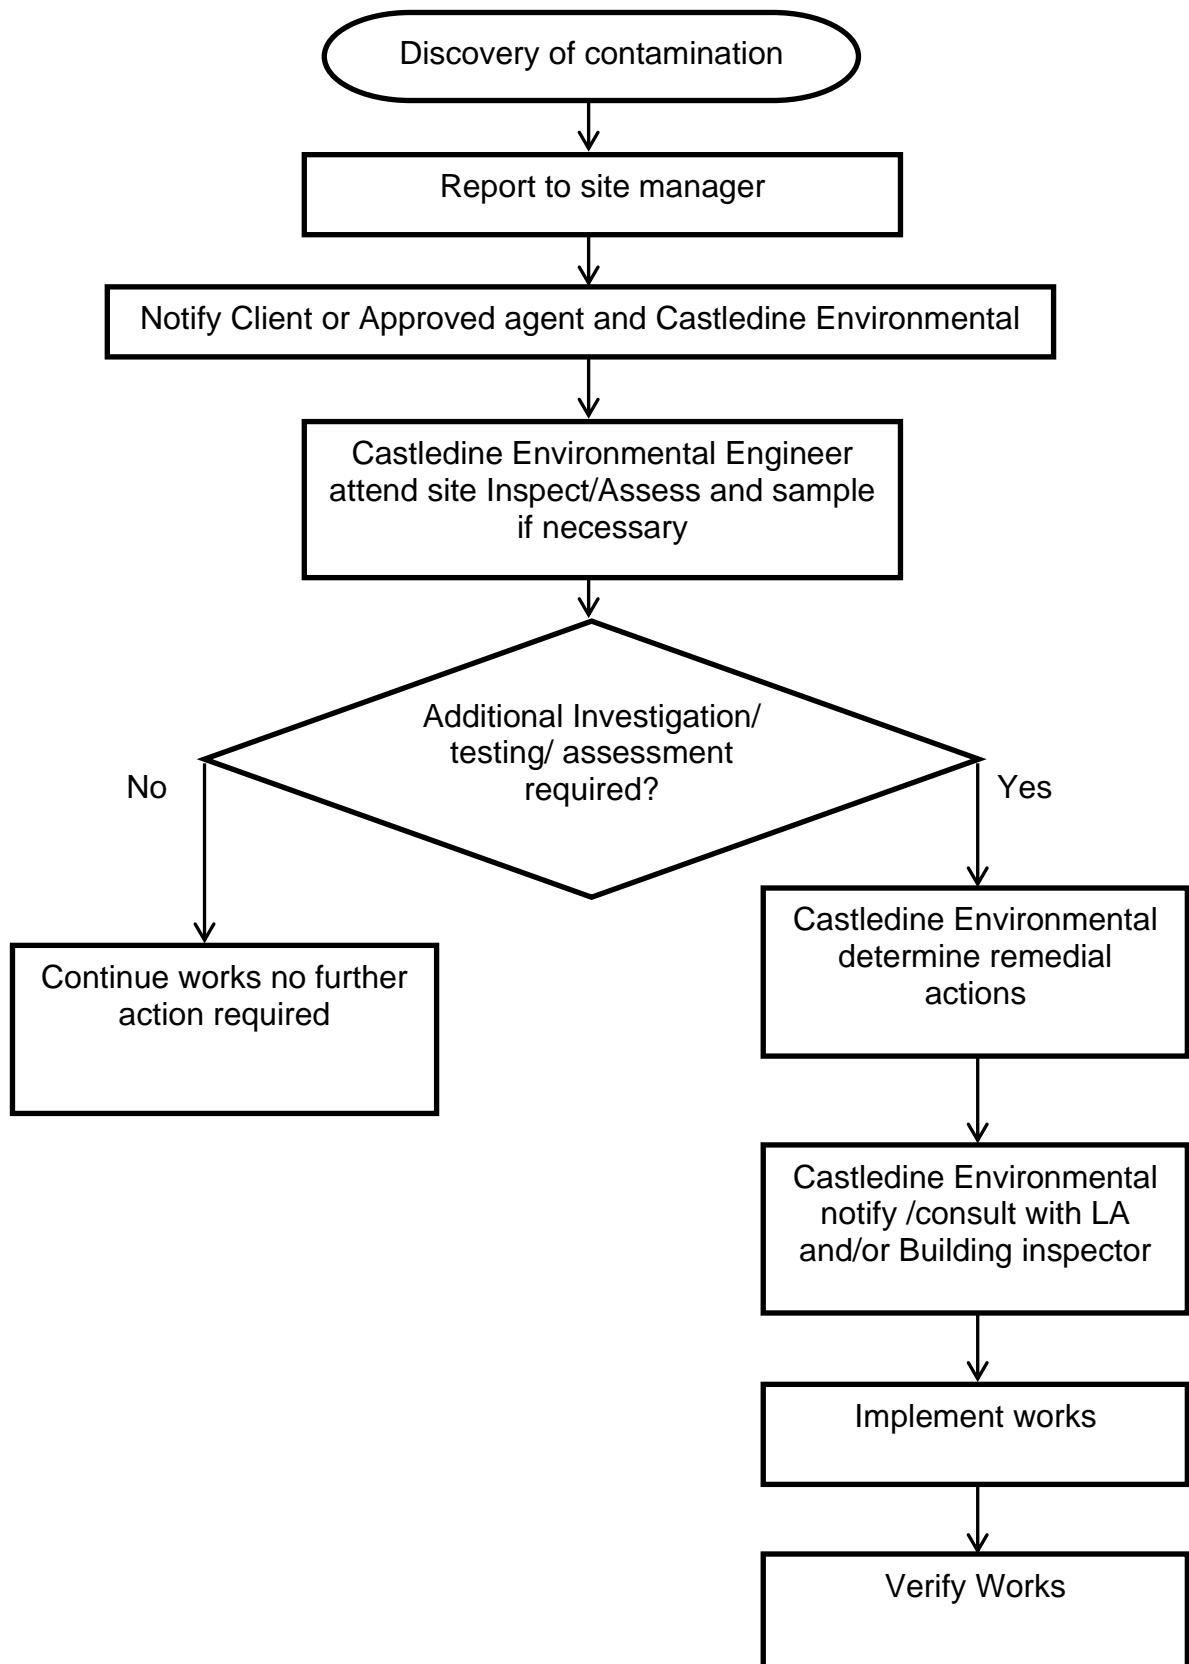 Discovery of contamination
Report to site manager
Notify Client or Approved agent and Castledine Environmental
Castledine Environmental Engineer
attend site Inspect/Assess and sample
if necessary
Additional Investigation/
testing/ assessment
required?
No
Yes
Continue works no further
action required
Castledine Environmental
determine remedial
actions
Castledine Environmental
notify /consult with LA
and/or Building inspector
Implement works
Verify Works